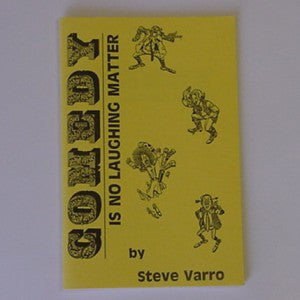 COMEDY
IS NO LAUGHING MATTER
by
Steve Varro